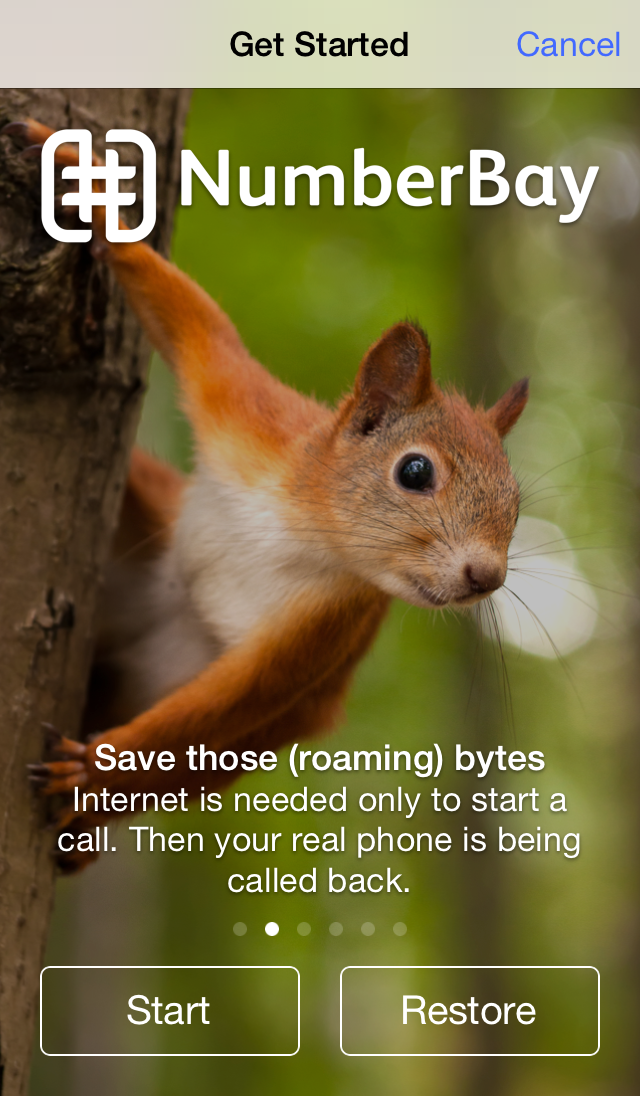 Get Started
Cancel
NumberBay
Save those (roaming) bytes
Internet is needed only to start a
call. Then your real phone is being
called back.
Start
Restore